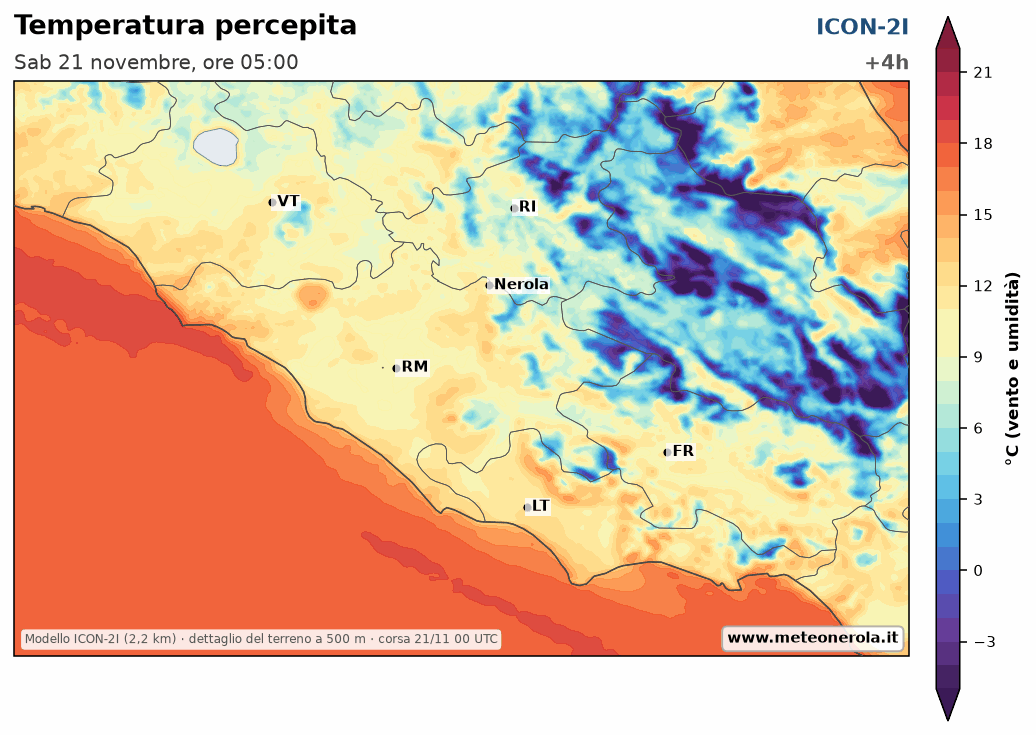 Temperatura percepita
ICON-2I
Sab 21 novembre, ore 05:00
+4h
VT
RI
Nerola
RM
FR
LT
21
18
15
12
9
6
3
0
−3
°C (vento e umidità)
Modello ICON-2I (2,2 km) · dettaglio del terreno a 500 m · corsa 21/11 00 UTC
www.meteonerola.it